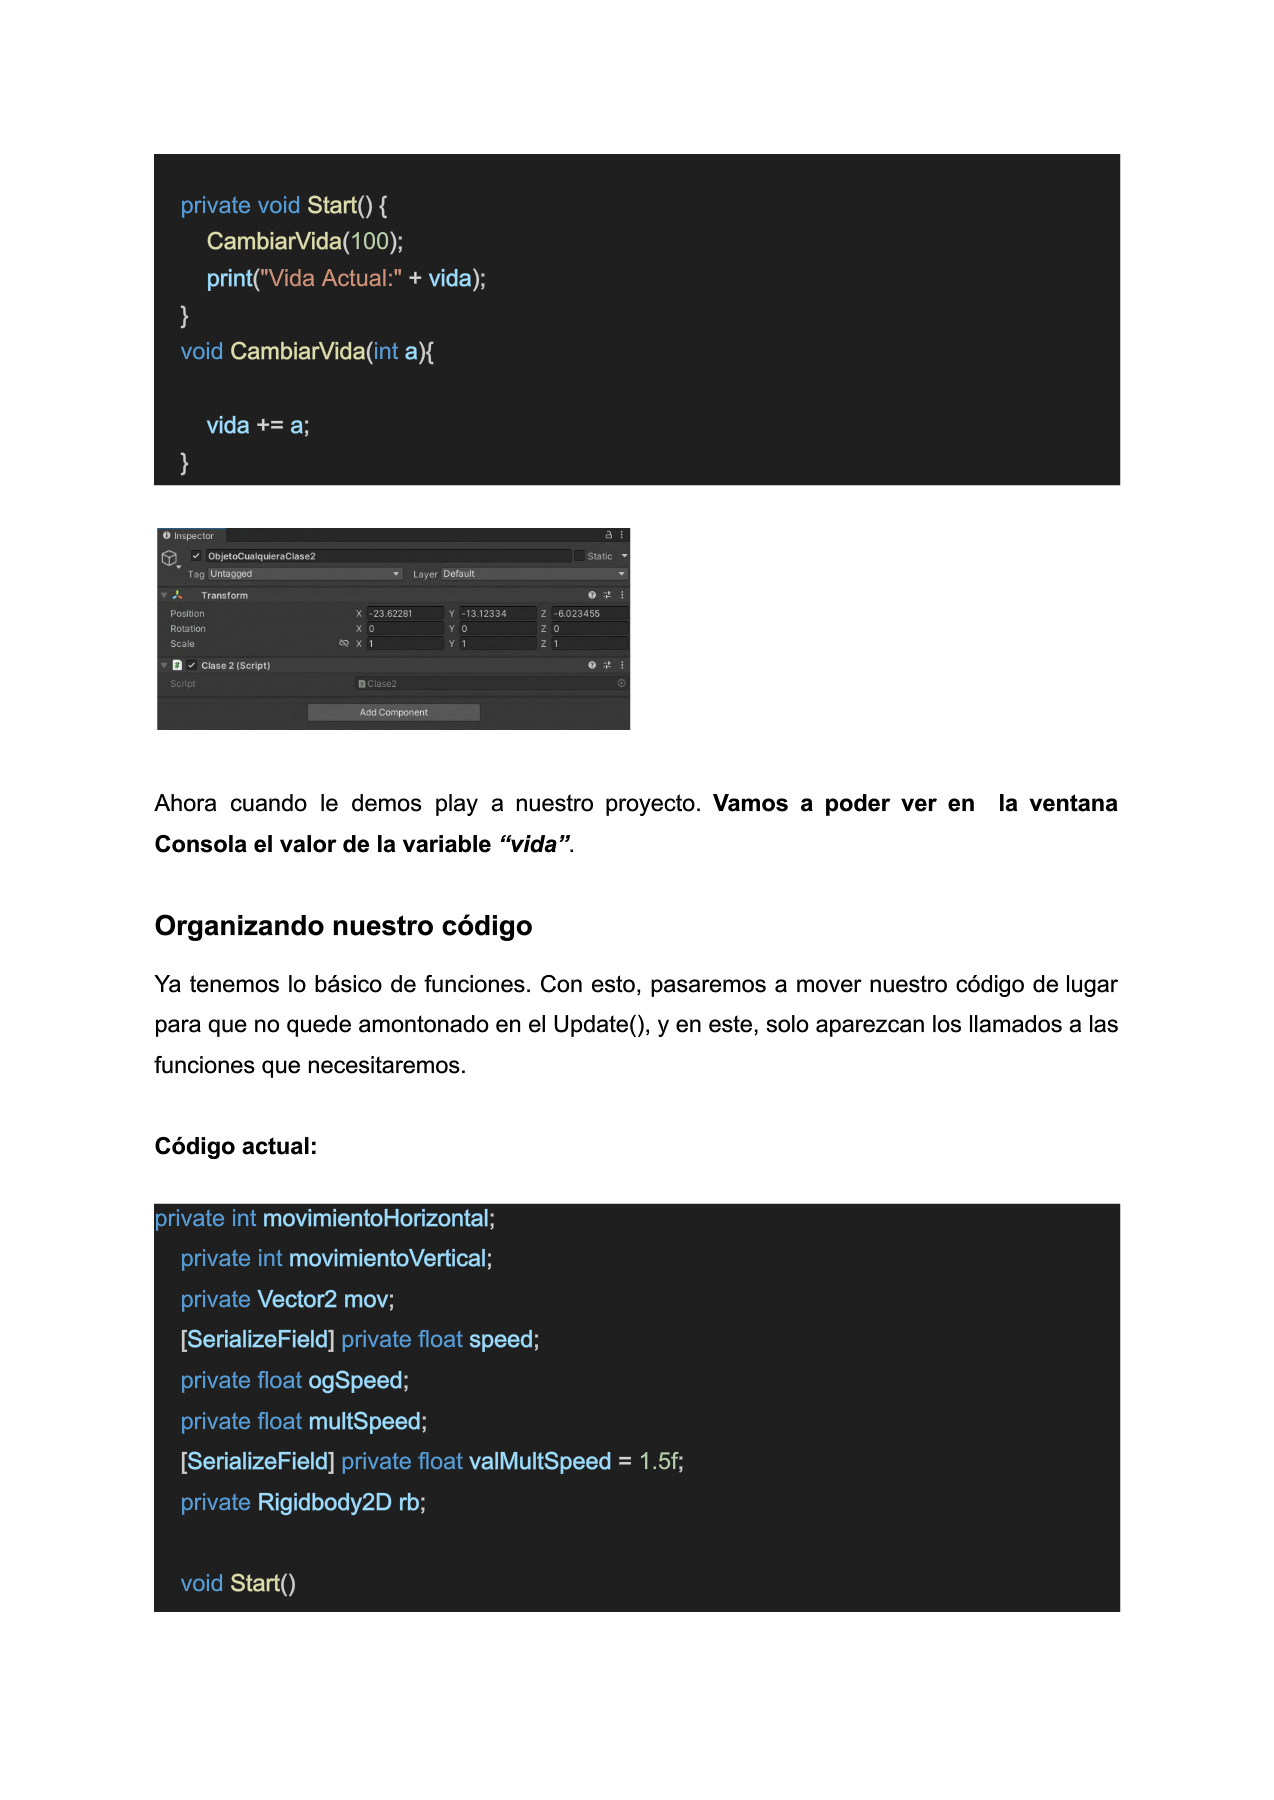 private void Start() {
CambiarVida(100);
print("Vida Actual:" + vida);
}
void CambiarVida(int a){
vida += a;
}
Inspector
ObjetoCualquieraClase2 Static
Tag Untagged Layer Default
Transform
Position X -23.62281 Y -13.12334 Z -6.023455
Rotation X 0 Y 0 Z 0
Scale X 1 Y 1 Z 1
# Clase 2 (Script)
Script Clase2
Add Component
Ahora cuando le demos play a nuestro proyecto. Vamos a poder ver en la ventana
Consola el valor de la variable “vida”.
Organizando nuestro código
Ya tenemos lo básico de funciones. Con esto, pasaremos a mover nuestro código de lugar
para que no quede amontonado en el Update(), y en este, solo aparezcan los llamados a las
funciones que necesitaremos.
Código actual:
private int movimientoHorizontal;
private int movimientoVertical;
private Vector2 mov;
[SerializeField] private float speed;
private float ogSpeed;
private float multSpeed;
[SerializeField] private float valMultSpeed = 1.5f;
private Rigidbody2D rb;
void Start()